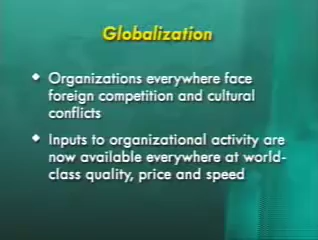 Globalization
Organizations everywhere face
foreign competition and cultural
conflicts
Inputs to organizational activity are
now available everywhere at world-
class quality, price and speed